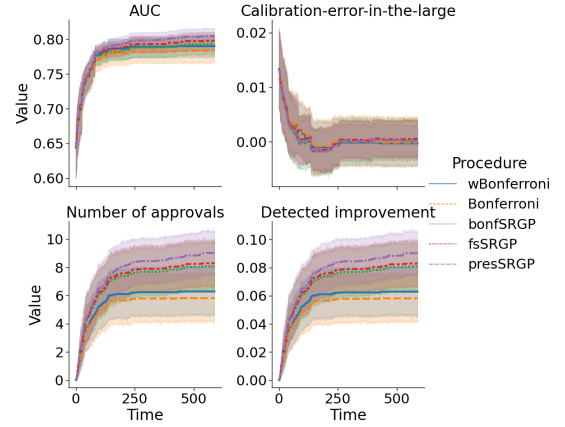 AUC
Calibration-error-in-the-large
0.80
0.75
0.70
0.65
0.60
Value
0.02
0.01
0.00
Procedure
wBonferroni
Bonferroni
bonfSRGP
fsSRGP
presSRGP
Number of approvals
Detected improvement
10
8
6
4
2
0
Value
0.10
0.08
0.06
0.04
0.02
0.00
0
250
500
Time
0
250
500
Time